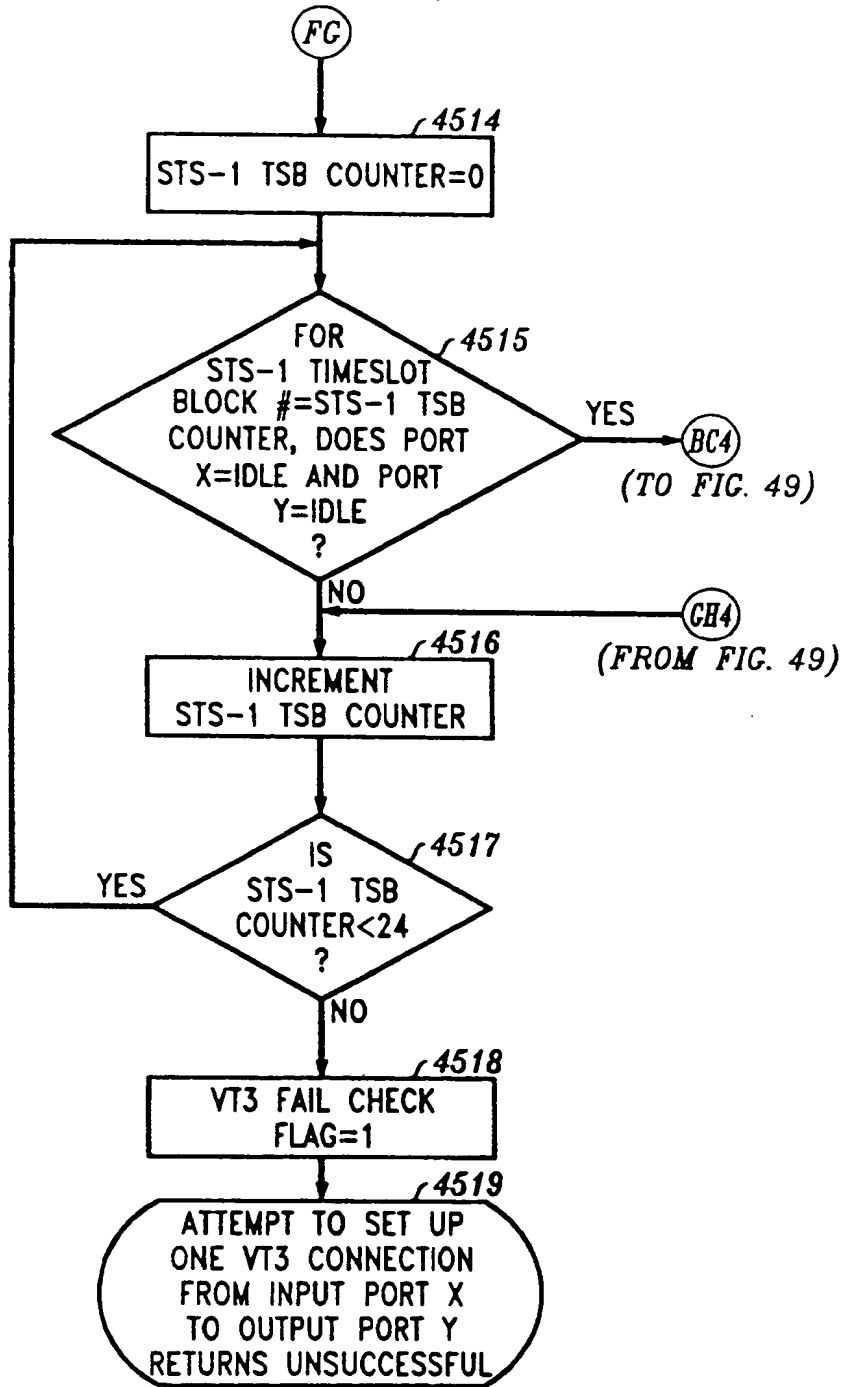 FG
4514
STS-1 TSB COUNTER=0
4515
FOR
STS-1 TIMESLOT
BLOCK #=STS-1 TSB
COUNTER, DOES PORT
X=IDLE AND PORT
Y=IDLE
?
YES
BC4
(TO FIG. 49)
NO
GH4
(FROM FIG. 49)
4516
INCREMENT
STS-1 TSB COUNTER
4517
IS
STS-1 TSB
COUNTER<24
?
YES
NO
4518
VT3 FAIL CHECK
FLAG=1
4519
ATTEMPT TO SET UP
ONE VT3 CONNECTION
FROM INPUT PORT X
TO OUTPUT PORT Y
RETURNS UNSUCCESSFUL